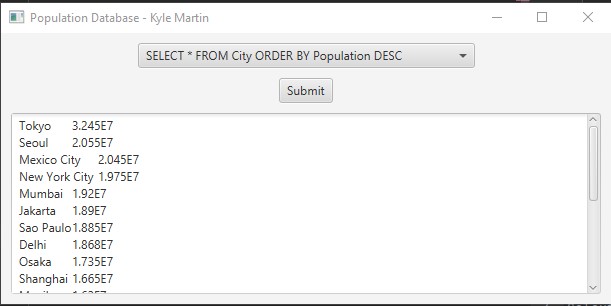 Population Database - Kyle Martin
SELECT * FROM City ORDER BY Population DESC
Submit
Tokyo 3.245E7
Seoul 2.055E7
Mexico City 2.045E7
New York City 1.975E7
Mumbai 1.92E7
Jakarta 1.89E7
Sao Paulo 1.885E7
Delhi 1.868E7
Osaka 1.735E7
Shanghai 1.665E7